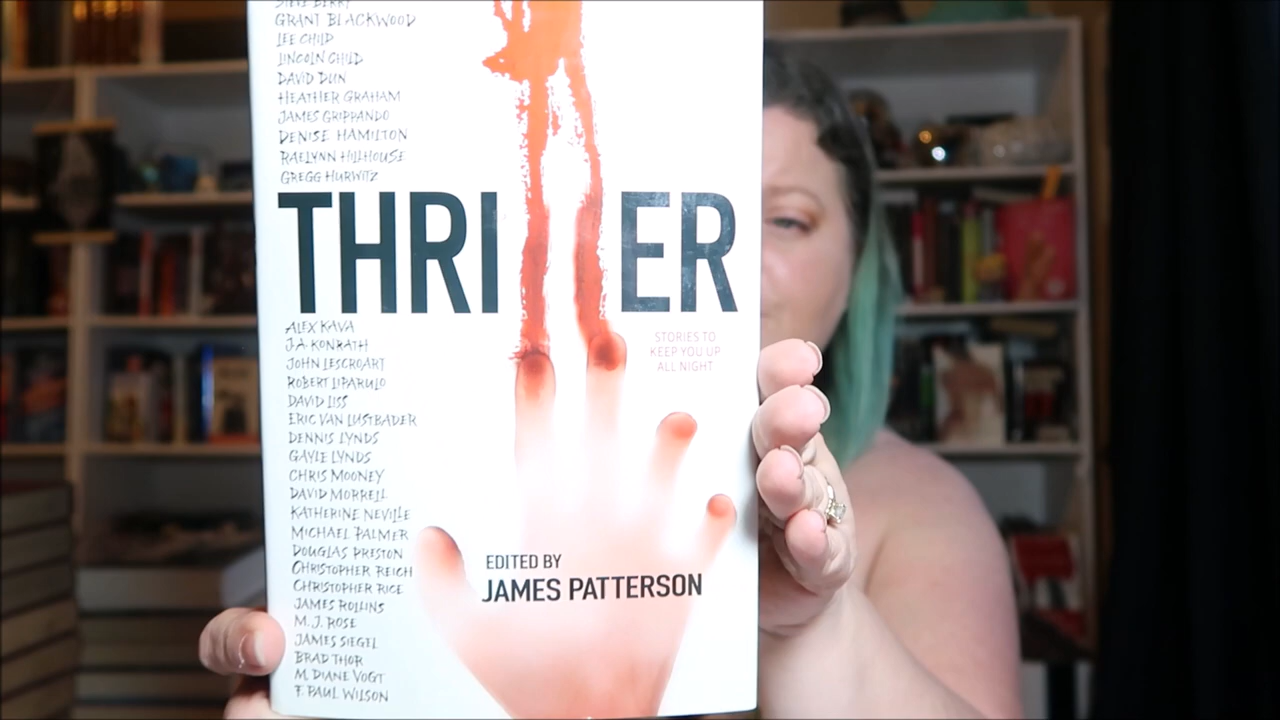 STEVE BERRY
GRANT BLACKWOOD
LEE CHILD
LINCOLN CHILD
DAVID DUN
HEATHER GRAHAM
JAMES GRIPPANDO
DENISE HAMILTON
RAELYNN HILLHOUSE
GREGG HURWITZ
THRILLER
ALEX KAVA
J.A. KONRATH
JOHN LESCROART
ROBERT LIPARULO
DAVID LISS
ERIC VAN LUSTBADER
DENNIS LYNDS
GAYLE LYNDS
CHRIS MOONEY
DAVID MORRELL
KATHERINE NEVILLE
MICHAEL PALMER
DOUGLAS PRESTON
CHRISTOPHER REICH
CHRISTOPHER RICE
JAMES ROLLINS
M.J. ROSE
JAMES SIEGEL
BRAD THOR
M. DIANE VOGT
F. PAUL WILSON
STORIES TO
KEEP YOU UP
ALL NIGHT
EDITED BY
JAMES PATTERSON